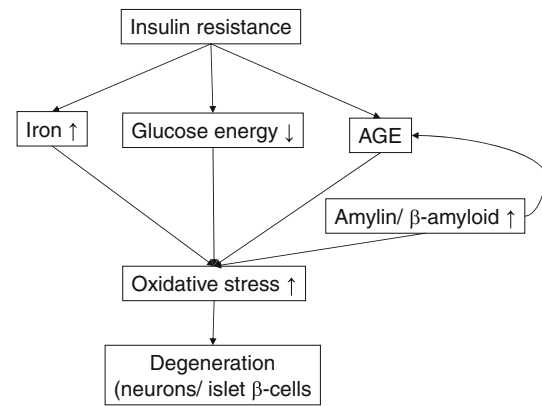 Insulin resistance
Iron ↑
Glucose energy ↓
AGE
Amylin/ β-amyloid ↑
Oxidative stress ↑
Degeneration
(neurons/ islet β-cells